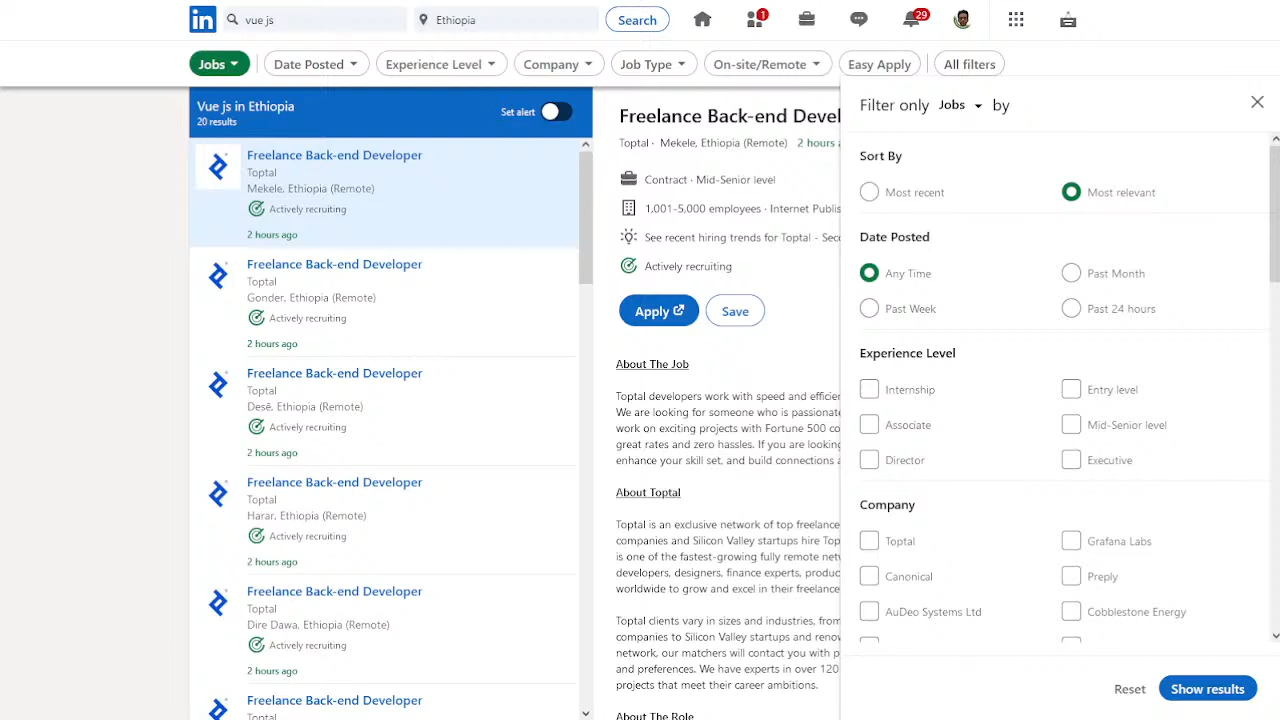 in
vue js
Ethiopia
Search
1
29
Jobs
Date Posted
Experience Level
Company
Job Type
On-site/Remote
Easy Apply
All filters
Vue js in Ethiopia
20 results
Set alert
Freelance Back-end Developer
Toptal
Mekele, Ethiopia (Remote)
Actively recruiting
2 hours ago
Freelance Back-end Developer
Toptal
Gonder, Ethiopia (Remote)
Actively recruiting
2 hours ago
Freelance Back-end Developer
Toptal
Desē, Ethiopia (Remote)
Actively recruiting
2 hours ago
Freelance Back-end Developer
Toptal
Harar, Ethiopia (Remote)
Actively recruiting
2 hours ago
Freelance Back-end Developer
Toptal
Dire Dawa, Ethiopia (Remote)
Actively recruiting
2 hours ago
Freelance Back-end Developer
Toptal
Freelance Back-end Devel
Toptal · Mekele, Ethiopia (Remote) 2 hours a
Contract · Mid-Senior level
1,001-5,000 employees · Internet Publis
See recent hiring trends for Toptal - Seco
Actively recruiting
Apply
Save
About The Job
Toptal developers work with speed and efficien
We are looking for someone who is passionate
work on exciting projects with Fortune 500 co
great rates and zero hassles. If you are looking
enhance your skill set, and build connections a
About Toptal
Toptal is an exclusive network of top freelance
companies and Silicon Valley startups hire Top
is one of the fastest-growing fully remote netw
developers, designers, finance experts, produc
worldwide to grow and excel in their freelance
Toptal clients vary in sizes and industries, from
companies to Silicon Valley startups and renow
network, our matchers will contact you with p
and preferences. We have experts in over 120
projects that meet their career ambitions.
About The Role
Filter only Jobs by
Sort By
Most recent
Most relevant
Date Posted
Any Time
Past Month
Past Week
Past 24 hours
Experience Level
Internship
Entry level
Associate
Mid-Senior level
Director
Executive
Company
Toptal
Grafana Labs
Canonical
Preply
AuDeo Systems Ltd
Cobblestone Energy
Reset
Show results